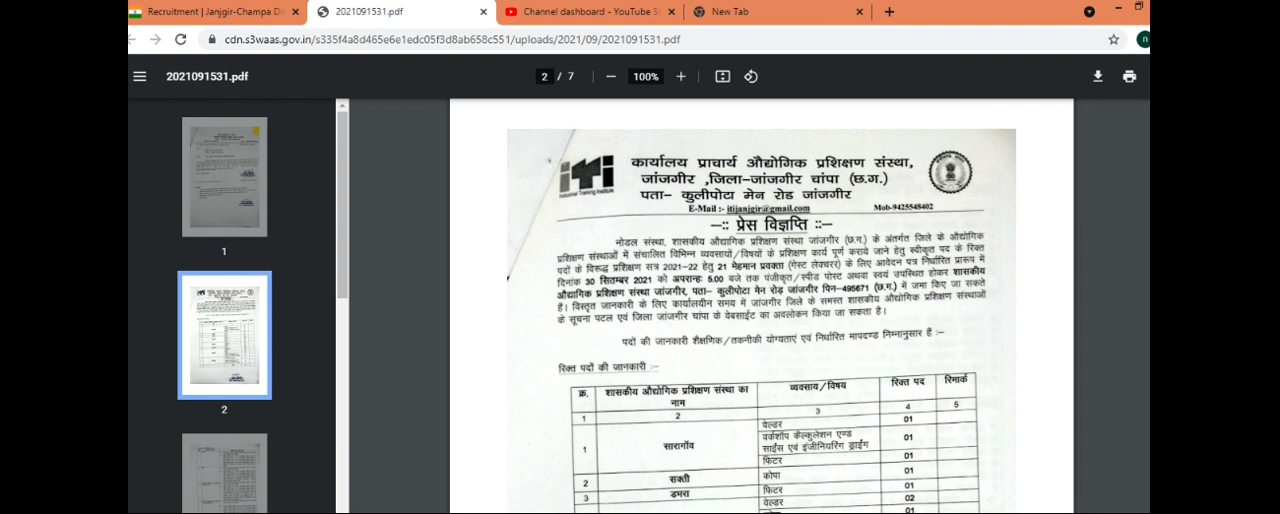 Recruitment | Janjgir-Champa Di
2021091531.pdf
Channel dashboard - YouTube S
New Tab
cdn.s3waas.gov.in/s335f4a8d465e6e1edc05f3d8ab658c551/uploads/2021/09/2021091531.pdf
n
2021091531.pdf
2 / 7
100%
1
2
Industrial Training Institute
कार्यालय प्राचार्य औद्योगिक प्रशिक्षण संस्था,
जांजगीर ,जिला–जांजगीर चांपा (छ.ग.)
पता– कुलीपोटा मेन रोड जांजगीर
E-Mail :- itijanjgir@gmail.com Mob-9425548402
–:: प्रेस विज्ञप्ति ::–
नोडल संस्था, शासकीय औद्योगिक प्रशिक्षण संस्था जांजगीर (छ.ग.) के अंतर्गत जिले के औद्योगिक
प्रशिक्षण संस्थाओं में संचालित विभिन्न व्यवसायों/विषयों के प्रशिक्षण कार्य पूर्ण कराये जाने हेतु स्वीकृत पद के रिक्त
पदों के विरूद्ध प्रशिक्षण सत्र 2021–22 हेतु 21 मेहमान प्रवक्ता (गेस्ट लेक्चरर) के लिए आवेदन पत्र निर्धारित प्रारूप में
दिनांक 30 सितम्बर 2021 को अपरान्हः 5.00 बजे तक पंजीकृत/स्पीड पोस्ट अथवा स्वयं उपस्थित होकर शासकीय
औद्योगिक प्रशिक्षण संस्था जांजगीर, पता– कुलीपोटा मेन रोड़ जांजगीर पिन–495671 (छ.ग.) में जमा किए जा सकते
हैं। विस्तृत जानकारी के लिए कार्यालयीन समय में जांजगीर जिले के समस्त शासकीय औद्योगिक प्रशिक्षण संस्थाओं
के सूचना पटल एवं जिला जांजगीर चांपा के वेबसाईट का अवलोकन किया जा सकता है।
पदों की जानकारी शैक्षणिक/तकनीकी योग्यताएं एवं निर्धारित मापदण्ड निम्नानुसार हैं :–
रिक्त पदों की जानकारी :–
क्र. शासकीय औद्योगिक प्रशिक्षण संस्था का नाम व्यवसाय/विषय रिक्त पद रिमार्क
1 2 3 4 5
1 सारागाँव वेल्डर 01
वर्कशॉप कैल्कुलेशन एण्ड साईंस एवं इंजीनियरिंग ड्राईंग 01
फिटर 01
2 सक्ती कोपा 01
3 डभरा फिटर 01
वेल्डर 02
01